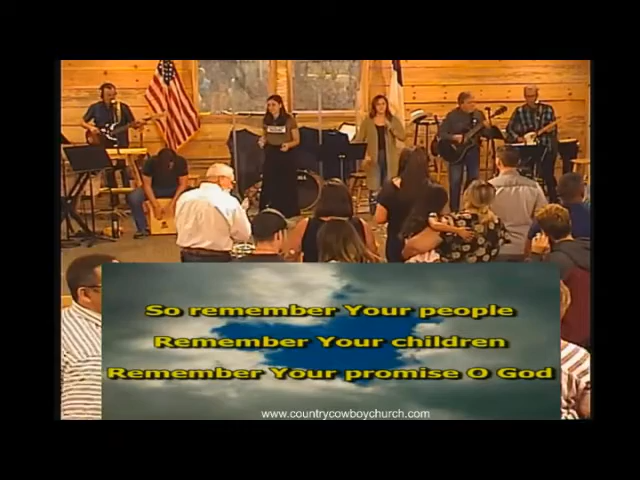 So remember Your people
Remember Your children
Remember Your promise O God
www.countrycowboychurch.com